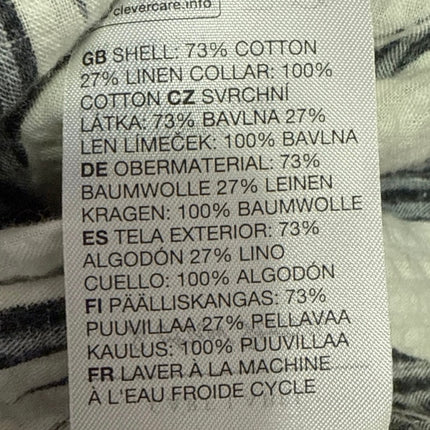 clevercare.info
GB SHELL: 73% COTTON
27% LINEN COLLAR: 100%
COTTON CZ SVRCHNÍ
LÁTKA: 73% BAVLNA 27%
LEN LÍMEČEK: 100% BAVLNA
DE OBERMATERIAL: 73%
BAUMWOLLE 27% LEINEN
KRAGEN: 100% BAUMWOLLE
ES TELA EXTERIOR: 73%
ALGODÓN 27% LINO
CUELLO: 100% ALGODÓN
FI PÄÄLLISKANGAS: 73%
PUUVILLAA 27% PELLAVAA
KAULUS: 100% PUUVILLAA
FR LAVER À LA MACHINE
À L'EAU FROIDE CYCLE